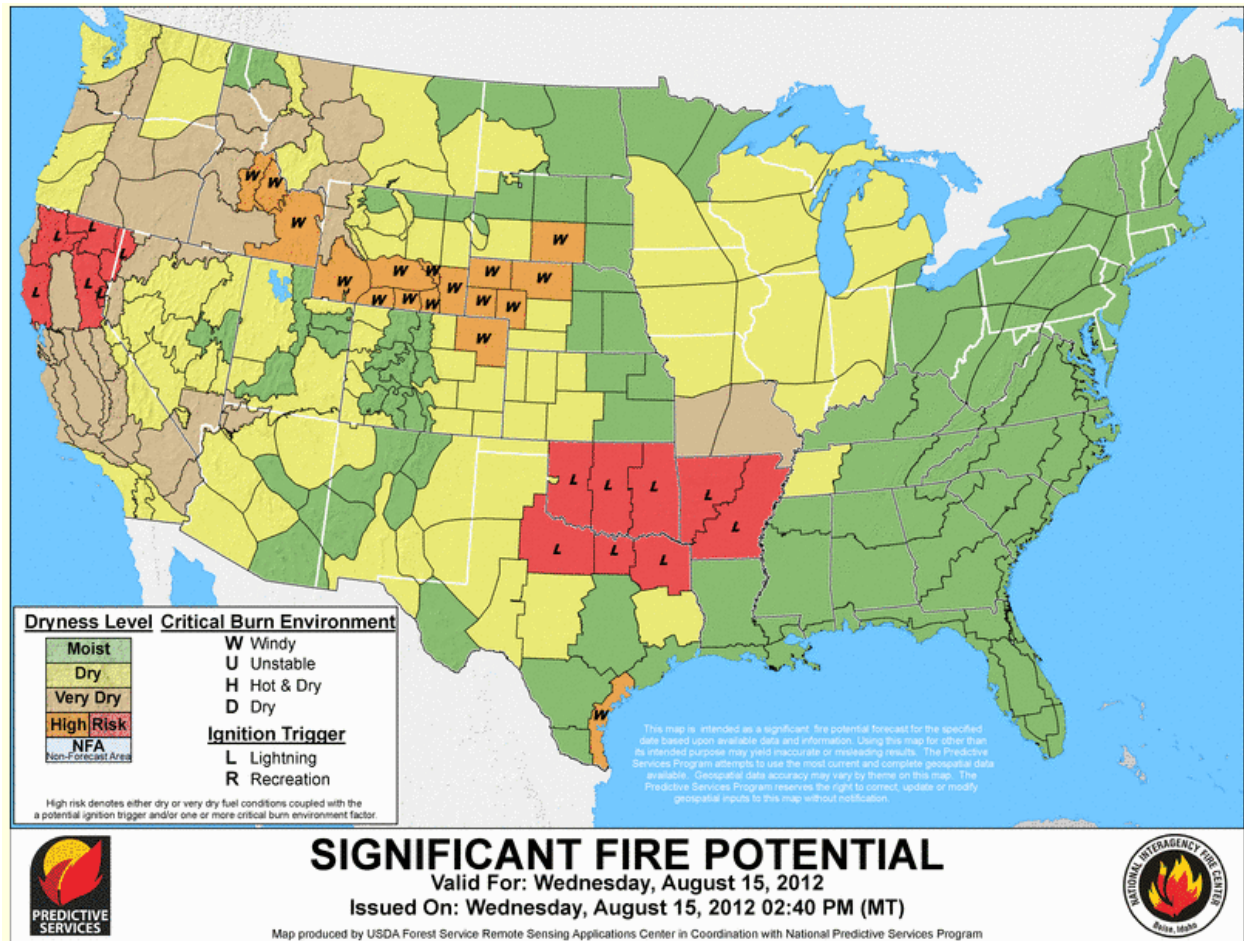 W W
W
W
L L
L
L
L
L
W
W W W W W
W W W W W W
W
L L L L
L
L L L
W
Dryness Level
Moist
Dry
Very Dry
High Risk
NFA
Non-Forecast Area
Critical Burn Environment
W Windy
U Unstable
H Hot & Dry
D Dry
Ignition Trigger
L Lightning
R Recreation
High risk denotes either dry or very dry fuel conditions coupled with the
a potential ignition trigger and/or one or more critical burn environment factor.
This map is intended as a significant fire potential forecast for the specified
date based upon available data and information. Using this map for other than
its intended purpose may yield inaccurate or misleading results. The Predictive
Services Program attempts to use the most current and complete geospatial data
available. Geospatial data accuracy may vary by theme on this map. The
Predictive Services Program reserves the right to correct, update or modify
geospatial inputs to this map without notification.
PREDICTIVE
SERVICES
SIGNIFICANT FIRE POTENTIAL
Valid For: Wednesday, August 15, 2012
Issued On: Wednesday, August 15, 2012 02:40 PM (MT)
Map produced by USDA Forest Service Remote Sensing Applications Center in Coordination with National Predictive Services Program
NATIONAL INTERAGENCY FIRE CENTER
Boise, Idaho